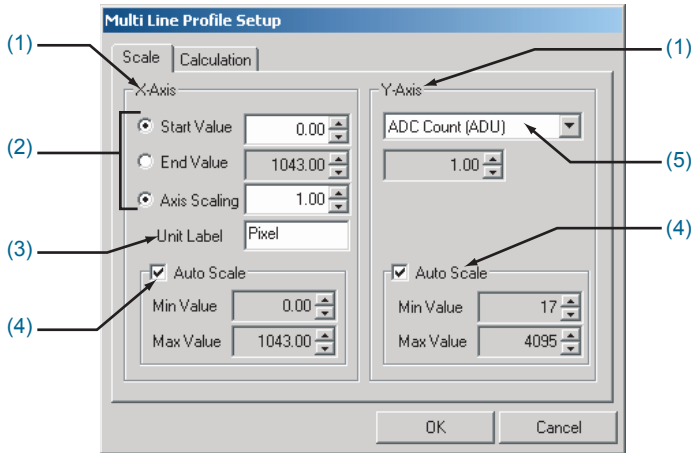 Multi Line Profile Setup
(1)
(1)
Scale
Calculation
X-Axis
Y-Axis
Start Value
0.00
ADC Count (ADU)
(2)
End Value
1043.00
1.00
(5)
Axis Scaling
1.00
(3)
Unit Label
Pixel
(4)
Auto Scale
Auto Scale
Min Value
0.00
Min Value
17
(4)
Max Value
1043.00
Max Value
4095
OK
Cancel